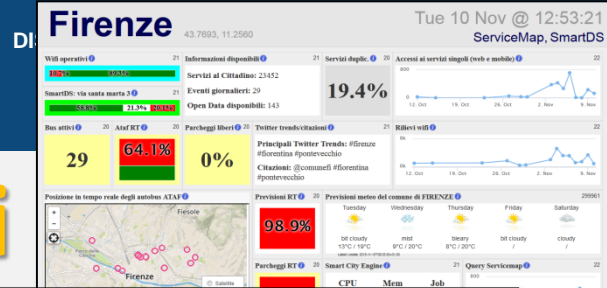 Firenze
43.7693, 11.2560
Tue 10 Nov @ 12:53:21
ServiceMap, SmartDS
DI
Wifi operativi 21
Informazioni disponibili 21
Servizi duplic. 20
Accessi ai servizi singoli (web e mobile) 22
Servizi al Cittadino: 23452
Eventi giornalieri: 29
Open Data disponibili: 143
19.4%
800
0
12. Oct 19. Oct 26. Oct 2. Nov 9. Nov
SmartDS: via santa marta 3 21
21.3%
Bus attivi 20
Ataf RT 20
Parcheggi liberi 20
Twitter trends/citazioni 21
Rilievi wifi 22
29
64.1%
0%
Principali Twitter Trends: #firenze
#fiorentina #pontevecchio
Citazioni: @comunefi #fiorentina
#pontevecchio
0k
12. Oct 19. Oct 26. Oct 2. Nov 9. Nov
Posizione in tempo reale degli autobus ATAF
Previsioni RT 20
Previsioni meteo del comune di FIRENZE 299961
+
-
Fiesole
Firenze
Satellite
98.9%
Tuesday Wednesday Thursday Friday Saturday
bit cloudy mist bleary bit cloudy cloudy
13°C / 19°C 9°C / 20°C 8°C / 20°C / /
Parcheggi RT 20
Smart City Engine 21
Query Servicemap 22
CPU Mem Job
800